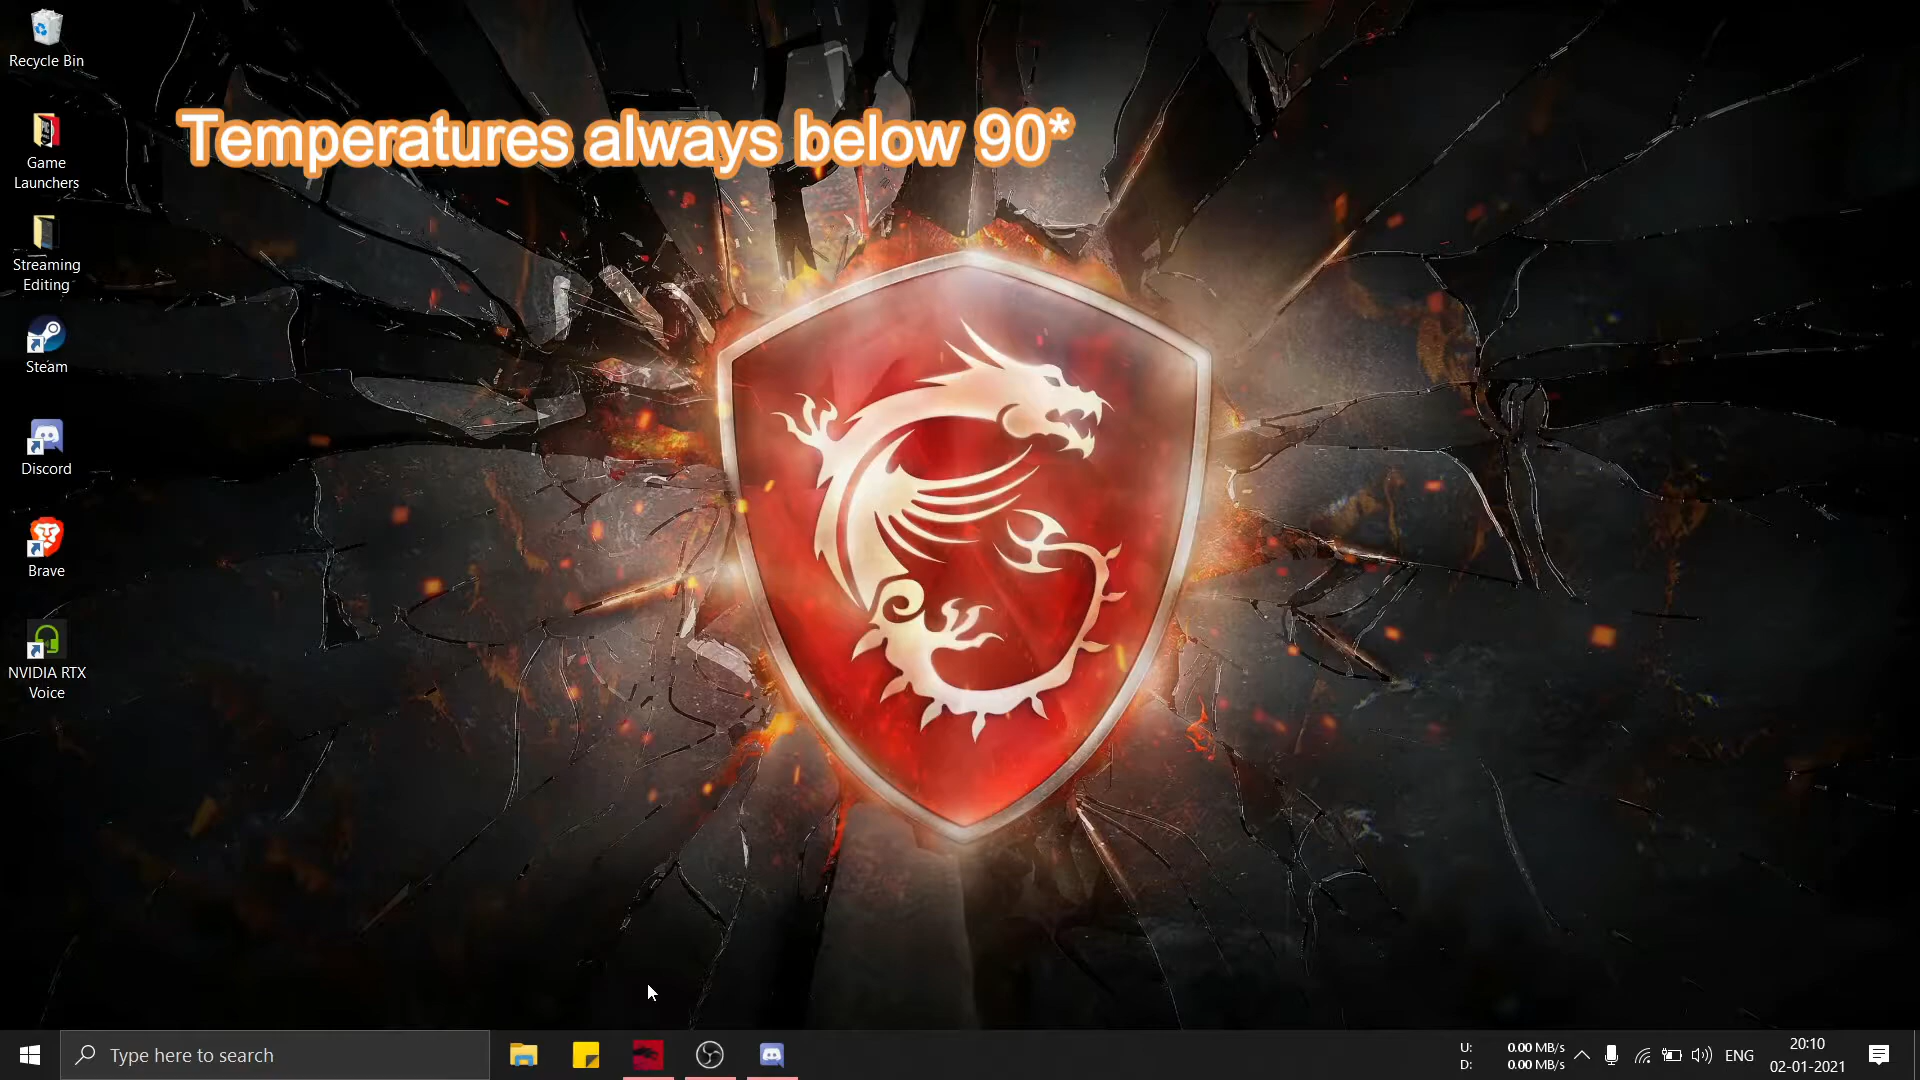 Recycle Bin
Temperatures always below 90*
Game
Launchers
Streaming
Editing
Steam
Discord
Brave
NVIDIA RTX
Voice
Type here to search
U: 0.00 MB/s
D: 0.00 MB/s
ENG
20:10
02-01-2021